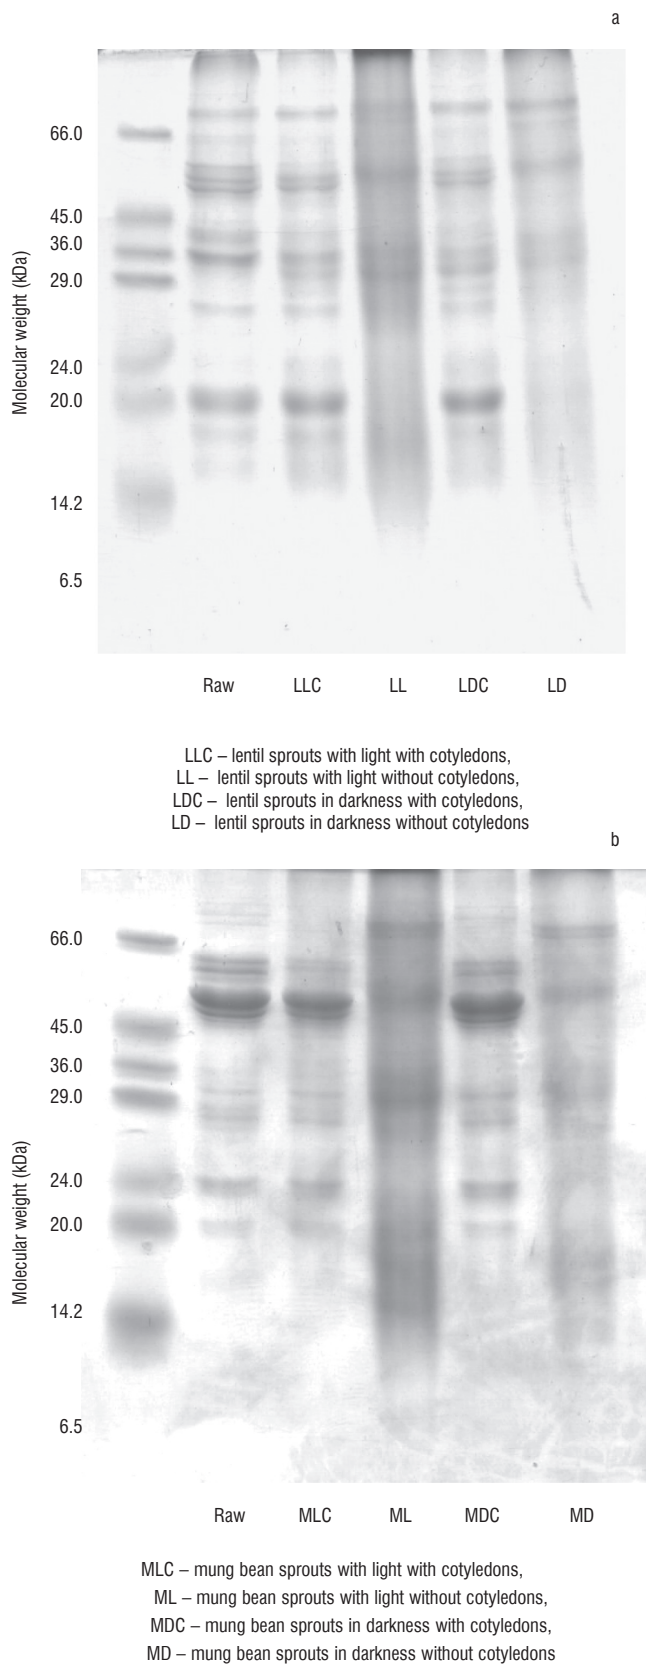 a
66.0
45.0
36.0
29.0
24.0
20.0
14.2
6.5
Molecular weight (kDa)
Raw LLC LL LDC LD
LLC – lentil sprouts with light with cotyledons,
LL – lentil sprouts with light without cotyledons,
LDC – lentil sprouts in darkness with cotyledons,
LD – lentil sprouts in darkness without cotyledons
b
66.0
45.0
36.0
29.0
24.0
20.0
14.2
6.5
Molecular weight (kDa)
Raw MLC ML MDC MD
MLC – mung bean sprouts with light with cotyledons,
ML – mung bean sprouts with light without cotyledons,
MDC – mung bean sprouts in darkness with cotyledons,
MD – mung bean sprouts in darkness without cotyledons